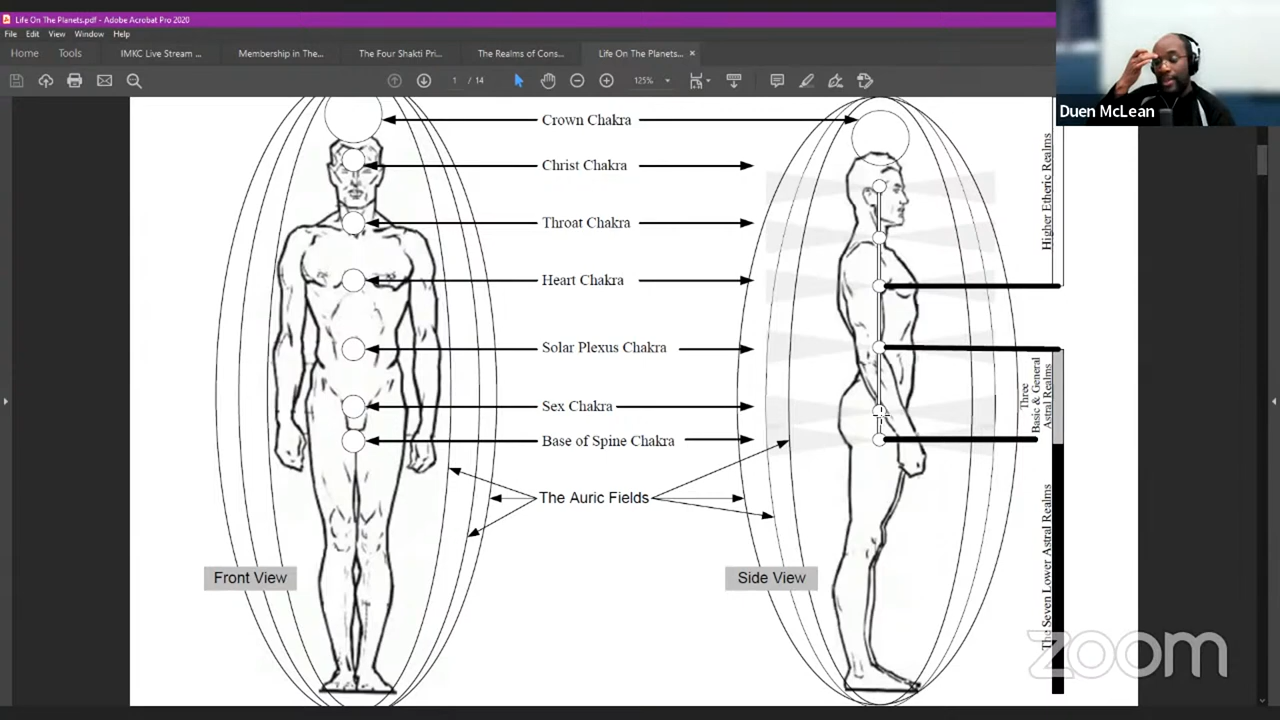 Life On The Planets.pdf - Adobe Acrobat Pro 2020
File Edit View Window Help
Home Tools IMKC Live Stream ... Membership in The... The Four Shakti Pri... The Realms of Cons... Life On The Planets... ×
1 / 14 125%
Duen McLean
Crown Chakra
Christ Chakra
Throat Chakra
Heart Chakra
Solar Plexus Chakra
Sex Chakra
Base of Spine Chakra
The Auric Fields
Front View
Side View
Higher Etheric Realms
Three
Basic & General
Astral Realms
The Seven Lower Astral Realms
zoom